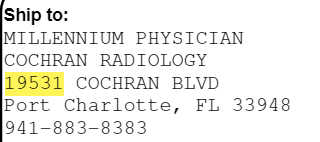 Ship to:
MILLENNIUM PHYSICIAN
COCHRAN RADIOLOGY
19531 COCHRAN BLVD
Port Charlotte, FL 33948
941-883-8383